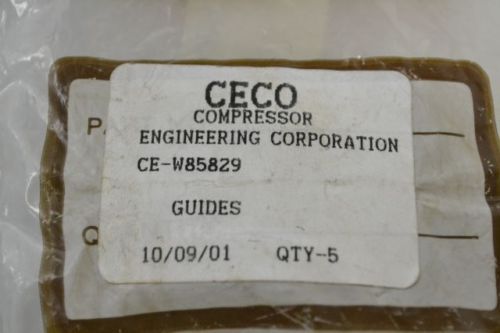 CECO
COMPRESSOR
ENGINEERING CORPORATION
CE-W85829
GUIDES
10/09/01 QTY-5